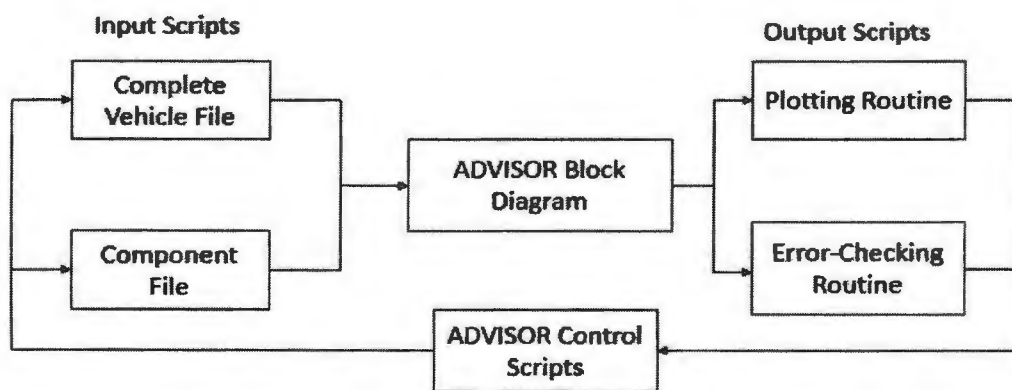 Input Scripts
Output Scripts
Complete
Vehicle File
Plotting Routine
ADVISOR Block
Diagram
Component
File
Error-Checking
Routine
ADVISOR Control
Scripts